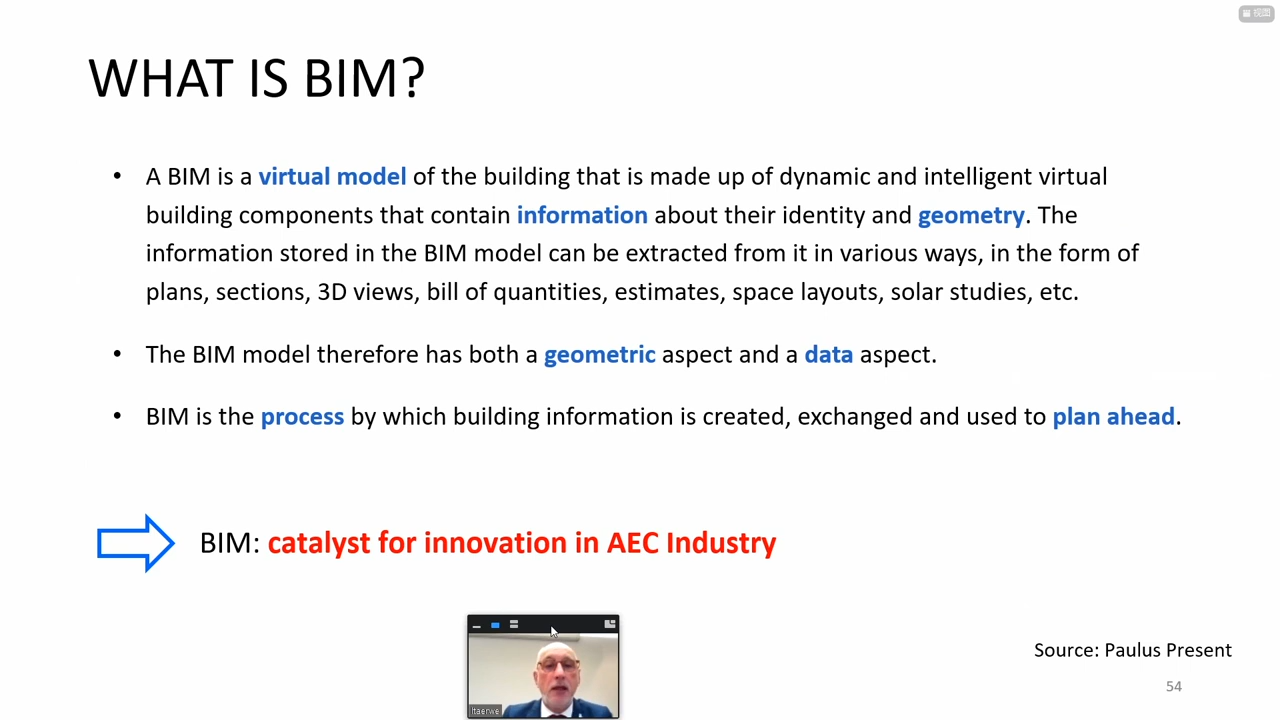 视图
WHAT IS BIM?
• A BIM is a virtual model of the building that is made up of dynamic and intelligent virtual
building components that contain information about their identity and geometry. The
information stored in the BIM model can be extracted from it in various ways, in the form of
plans, sections, 3D views, bill of quantities, estimates, space layouts, solar studies, etc.
• The BIM model therefore has both a geometric aspect and a data aspect.
• BIM is the process by which building information is created, exchanged and used to plan ahead.
BIM: catalyst for innovation in AEC Industry
ltaerwe
Source: Paulus Present
54